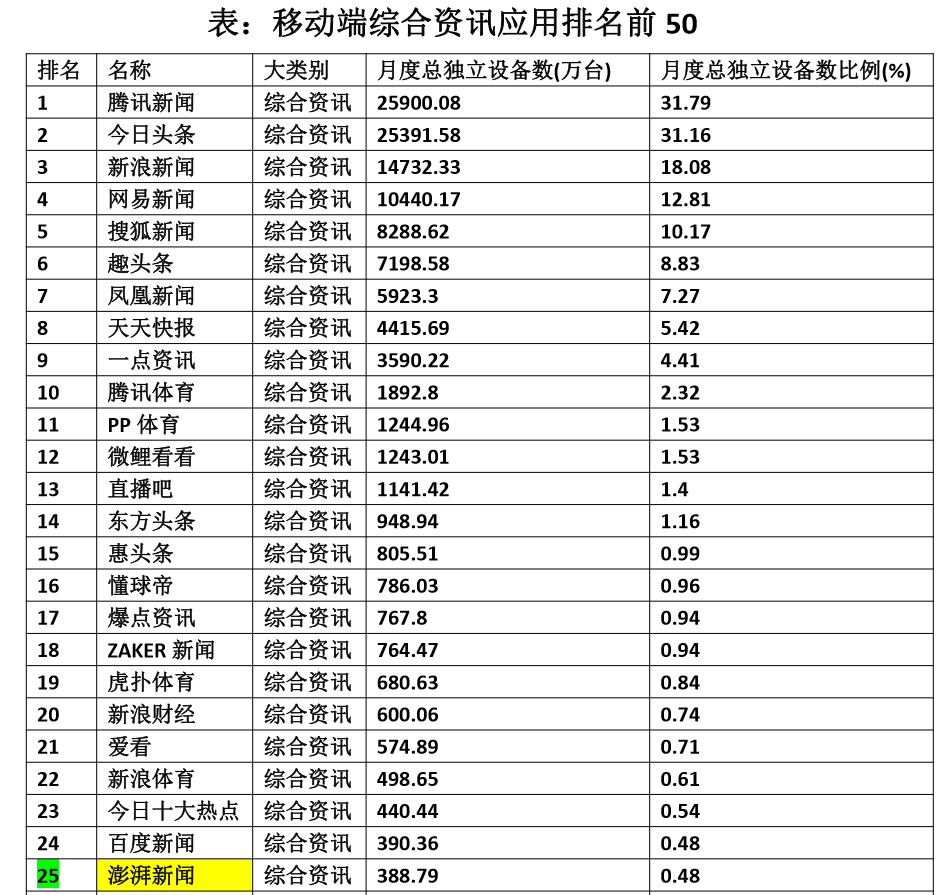 表：移动端综合资讯应用排名前 50
排名 名称 大类别 月度总独立设备数(万台) 月度总独立设备数比例(%)
1 腾讯新闻 综合资讯 25900.08 31.79
2 今日头条 综合资讯 25391.58 31.16
3 新浪新闻 综合资讯 14732.33 18.08
4 网易新闻 综合资讯 10440.17 12.81
5 搜狐新闻 综合资讯 8288.62 10.17
6 趣头条 综合资讯 7198.58 8.83
7 凤凰新闻 综合资讯 5923.3 7.27
8 天天快报 综合资讯 4415.69 5.42
9 一点资讯 综合资讯 3590.22 4.41
10 腾讯体育 综合资讯 1892.8 2.32
11 PP 体育 综合资讯 1244.96 1.53
12 微鲤看看 综合资讯 1243.01 1.53
13 直播吧 综合资讯 1141.42 1.4
14 东方头条 综合资讯 948.94 1.16
15 惠头条 综合资讯 805.51 0.99
16 懂球帝 综合资讯 786.03 0.96
17 爆点资讯 综合资讯 767.8 0.94
18 ZAKER 新闻 综合资讯 764.47 0.94
19 虎扑体育 综合资讯 680.63 0.84
20 新浪财经 综合资讯 600.06 0.74
21 爱看 综合资讯 574.89 0.71
22 新浪体育 综合资讯 498.65 0.61
23 今日十大热点 综合资讯 440.44 0.54
24 百度新闻 综合资讯 390.36 0.48
25 澎湃新闻 综合资讯 388.79 0.48